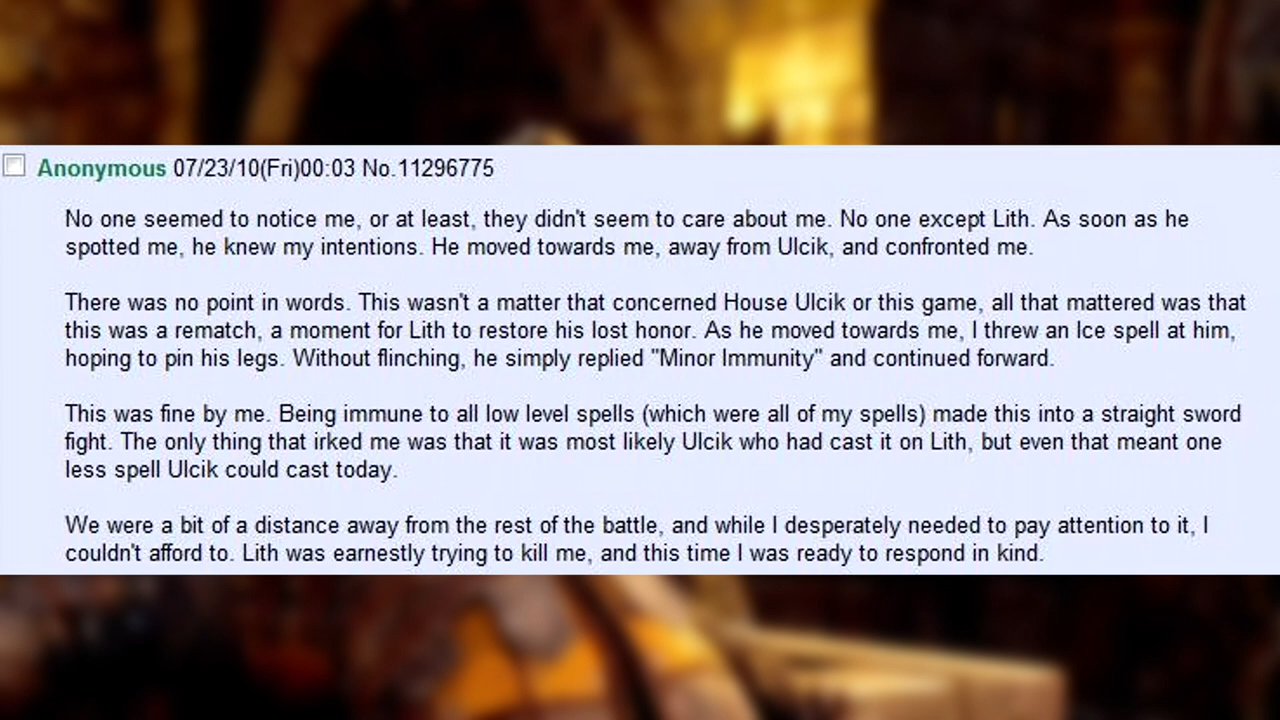 Anonymous 07/23/10(Fri)00:03 No.11296775
No one seemed to notice me, or at least, they didn't seem to care about me. No one except Lith. As soon as he
spotted me, he knew my intentions. He moved towards me, away from Ulcik, and confronted me.
There was no point in words. This wasn't a matter that concerned House Ulcik or this game, all that mattered was that
this was a rematch, a moment for Lith to restore his lost honor. As he moved towards me, I threw an Ice spell at him,
hoping to pin his legs. Without flinching, he simply replied "Minor Immunity" and continued forward.
This was fine by me. Being immune to all low level spells (which were all of my spells) made this into a straight sword
fight. The only thing that irked me was that it was most likely Ulcik who had cast it on Lith, but even that meant one
less spell Ulcik could cast today.
We were a bit of a distance away from the rest of the battle, and while I desperately needed to pay attention to it, I
couldn't afford to. Lith was earnestly trying to kill me, and this time I was ready to respond in kind.